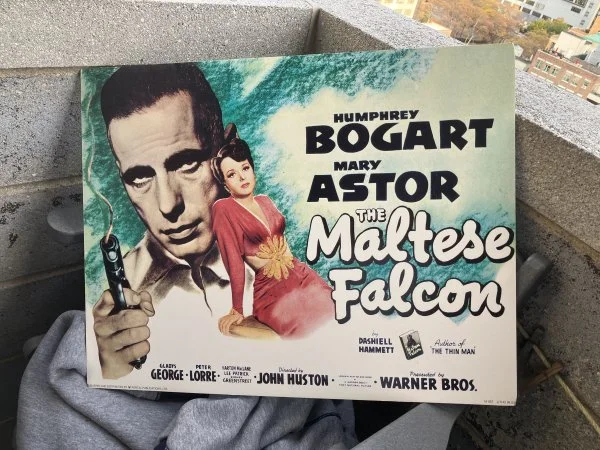 HUMPHREY
BOGART
MARY
ASTOR
THE
Maltese
Falcon
by
DASHIELL
HAMMETT
Author of
"THE THIN MAN"
GLADYS
GEORGE
PETER
LORRE
BARTON MacLANE
LEE PATRICK
GREENSTREET
Directed by
JOHN HUSTON
Presented by
WARNER BROS.